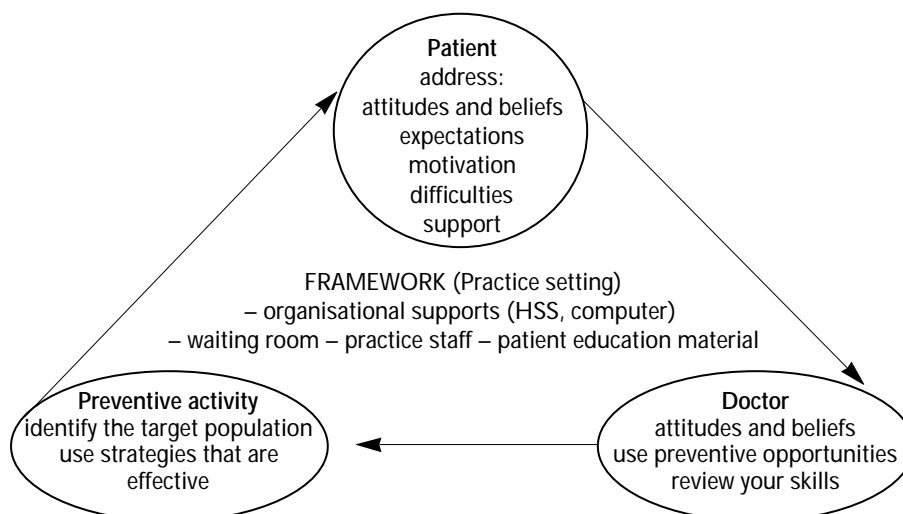 Patient
address:
attitudes and beliefs
expectations
motivation
difficulties
support
FRAMEWORK (Practice setting)
– organisational supports (HSS, computer)
– waiting room – practice staff – patient education material
Preventive activity
identify the target population
use strategies that are
effective
Doctor
attitudes and beliefs
use preventive opportunities
review your skills